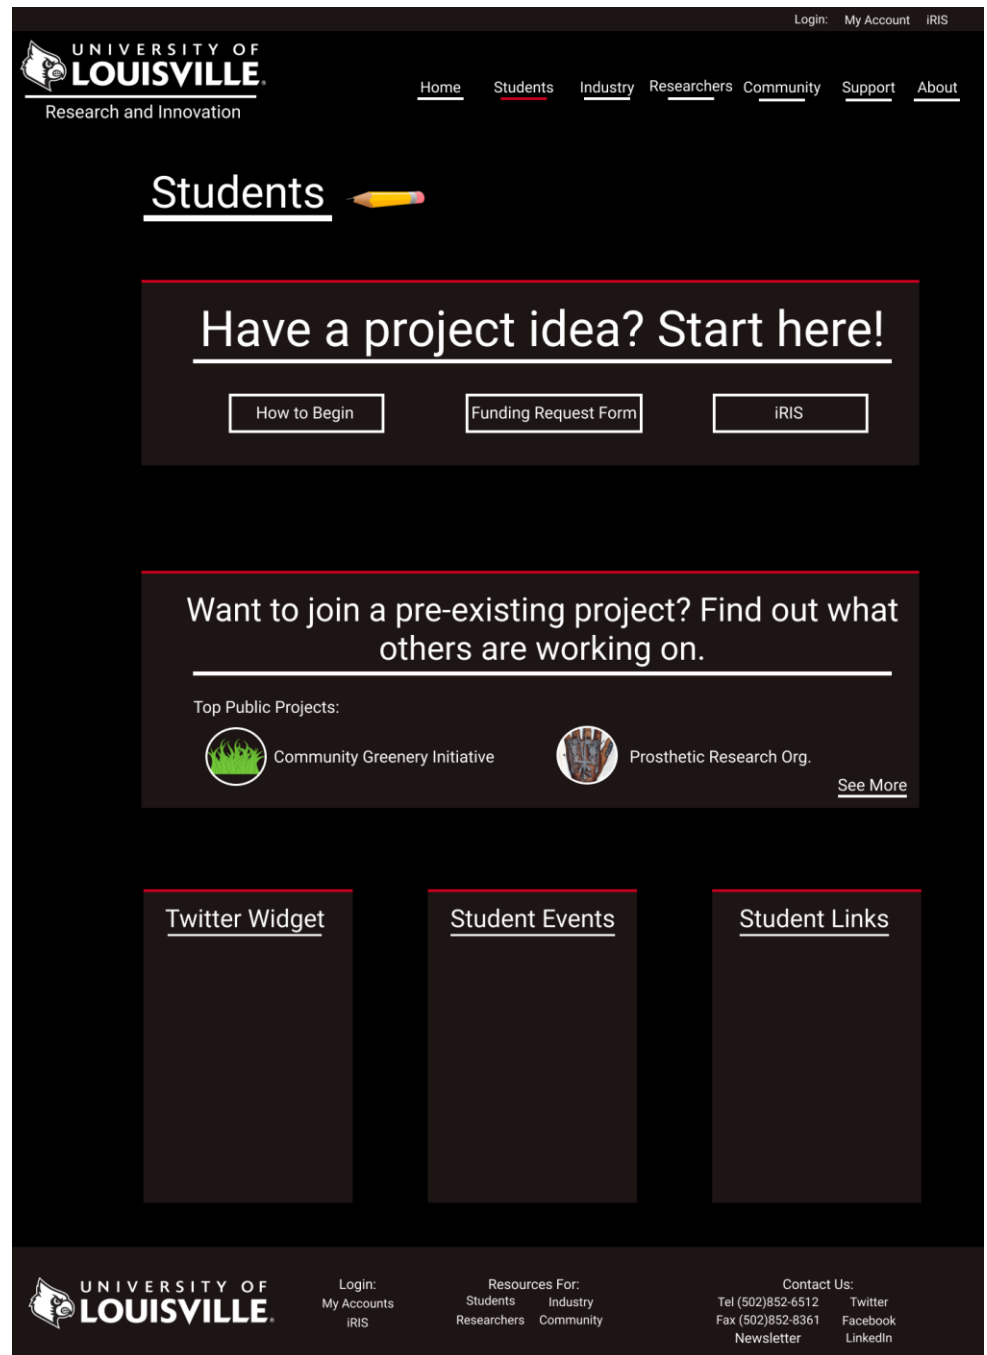 Login: My Account iRIS
UNIVERSITY OF
LOUISVILLE.
Research and Innovation
Home Students Industry Researchers Community Support About
Students
Have a project idea? Start here!
How to Begin Funding Request Form iRIS
Want to join a pre-existing project? Find out what
others are working on.
Top Public Projects:
Community Greenery Initiative Prosthetic Research Org.
See More
Twitter Widget Student Events Student Links
UNIVERSITY OF
LOUISVILLE.
Login:
My Accounts
iRIS
Resources For:
Students Industry
Researchers Community
Contact Us:
Tel (502)852-6512 Twitter
Fax (502)852-8361 Facebook
Newsletter LinkedIn